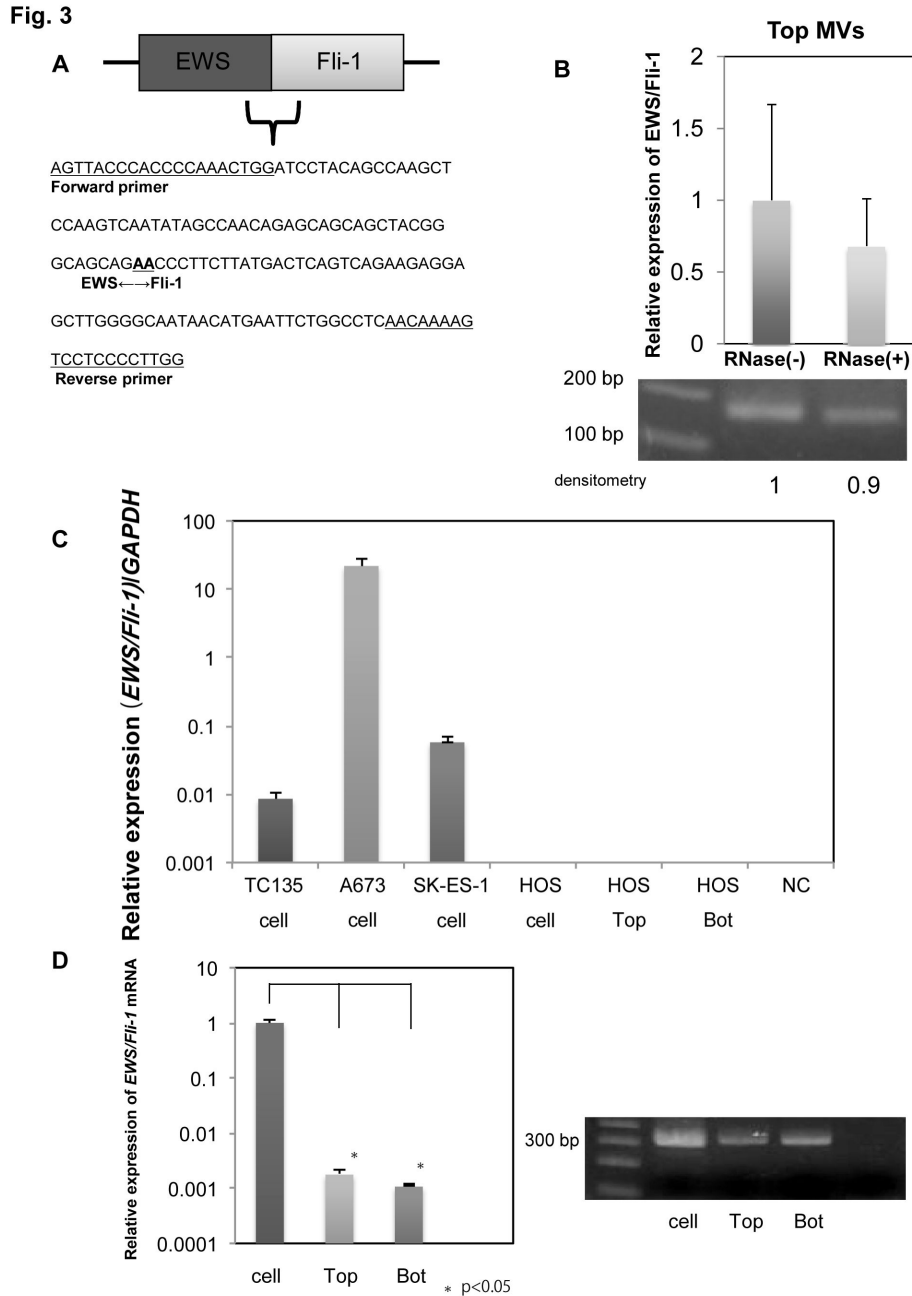 Fig. 3
A
EWS
Fli-1
AGTTACCCACCCCAAACTGGATCCTACAGCCAAGCT
Forward primer
CCAAGTCAATATAGCCAACAGAGCAGCAGCTACGG
GCAGCAGAACCCTTCTTATGACTCAGTCAGAAGAGGA
EWS←→Fli-1
GCTTGGGGCAATAACATGAATTCTGGCCTCAACAAAAG
TCCTCCCCTTGG
Reverse primer
B
Top MVs
Relative expression of EWS/Fli-1
2
1.5
1
0.5
0
RNase(-) RNase(+)
200 bp
100 bp
densitometry 1 0.9
C
Relative expression (EWS/Fli-1)/GAPDH
100
10
1
0.1
0.01
0.001
TC135 A673 SK-ES-1 HOS HOS HOS NC
cell cell cell cell Top Bot
D
Relative expression of EWS/Fli-1 mRNA
10
1
0.1
0.01
0.001
0.0001
* *
cell Top Bot
* p<0.05
300 bp
cell Top Bot